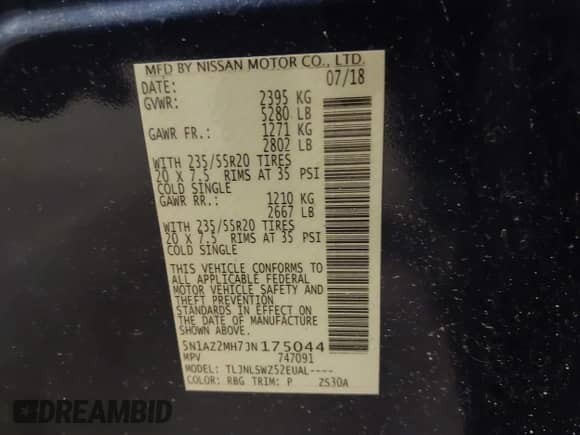 MFD BY NISSAN MOTOR CO., LTD.
DATE: 07/18
GVWR: 2395 KG
5280 LB
GAWR FR.: 1271 KG
2802 LB
WITH 235/55R20 TIRES
20 X 7.5 RIMS AT 35 PSI
COLD SINGLE
GAWR RR.: 1210 KG
2667 LB
WITH 235/55R20 TIRES
20 X 7.5 RIMS AT 35 PSI
COLD SINGLE
THIS VEHICLE CONFORMS TO
ALL APPLICABLE FEDERAL
MOTOR VEHICLE SAFETY AND
THEFT PREVENTION
STANDARDS IN EFFECT ON
THE DATE OF MANUFACTURE
SHOWN ABOVE.
5N1AZ2MH7JN175044
MPV 747091
MODEL: TLJNLSWZ52EUAL----
COLOR: RBG TRIM: P ZS30A
DREAMBID
dreambid.com